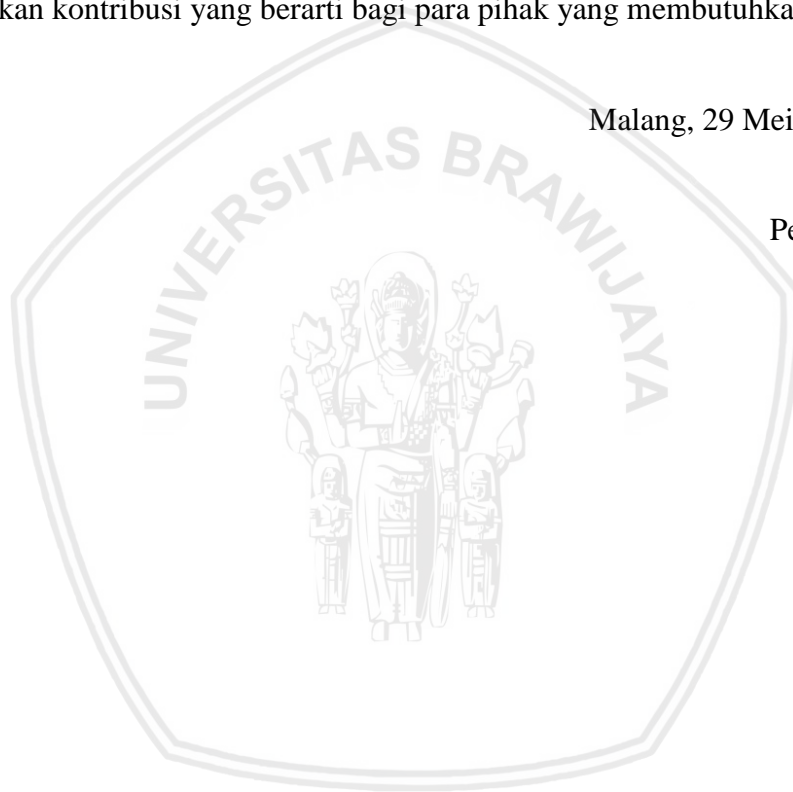 kan kontribusi yang berarti bagi para pihak yang membutuhka
Malang, 29 Mei
Pe
UNIVERSITAS BRAWIJAYA